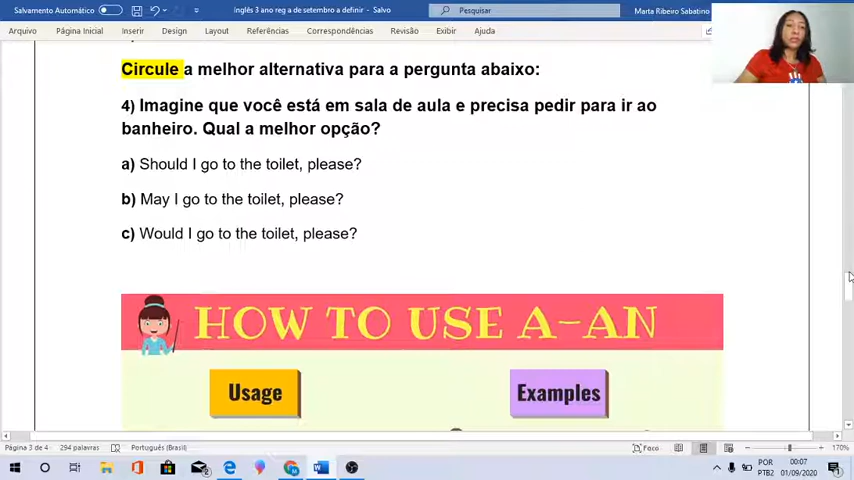 Salvamento Automático
inglês 3 ano reg a de setembro a definir - Salvo
Pesquisar
Marta Ribeiro Sabatino
Arquivo Página Inicial Inserir Design Layout Referências Correspondências Revisão Exibir Ajuda
Circule a melhor alternativa para a pergunta abaixo:
4) Imagine que você está em sala de aula e precisa pedir para ir ao
banheiro. Qual a melhor opção?
a) Should I go to the toilet, please?
b) May I go to the toilet, please?
c) Would I go to the toilet, please?
HOW TO USE A-AN
Usage
Examples
Página 3 de 4 294 palavras Português (Brasil) Foco 170%
POR 00:07
PTB2 01/09/2020